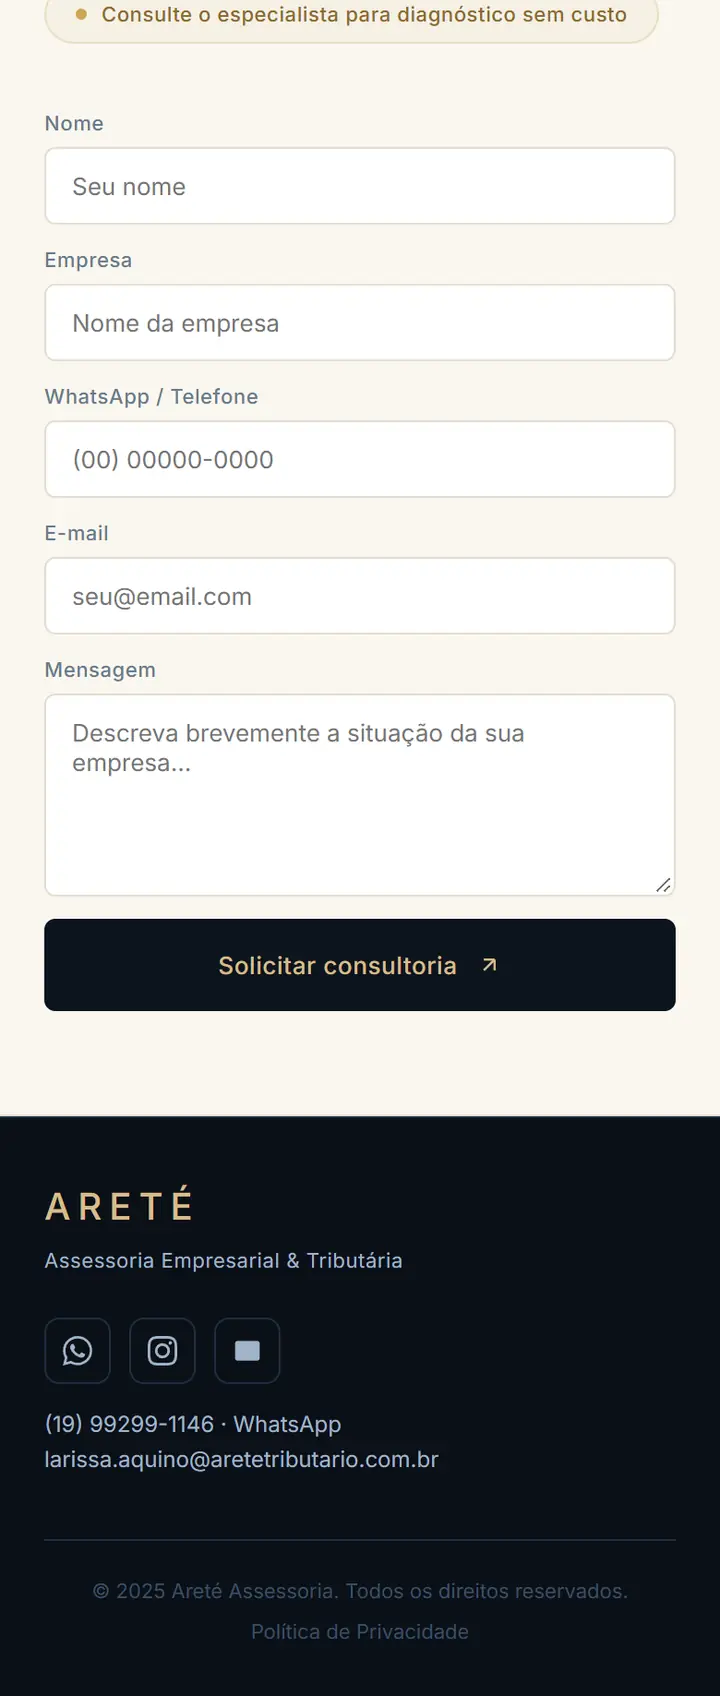 Consulte o especialista para diagnóstico sem custo
Nome
Seu nome
Empresa
Nome da empresa
WhatsApp / Telefone
(00) 00000-0000
E-mail
seu@email.com
Mensagem
Descreva brevemente a situação da sua
empresa...
Solicitar consultoria
ARETÉ
Assessoria Empresarial & Tributária
(19) 99299-1146 · WhatsApp
larissa.aquino@aretetributario.com.br
© 2025 Areté Assessoria. Todos os direitos reservados.
Política de Privacidade